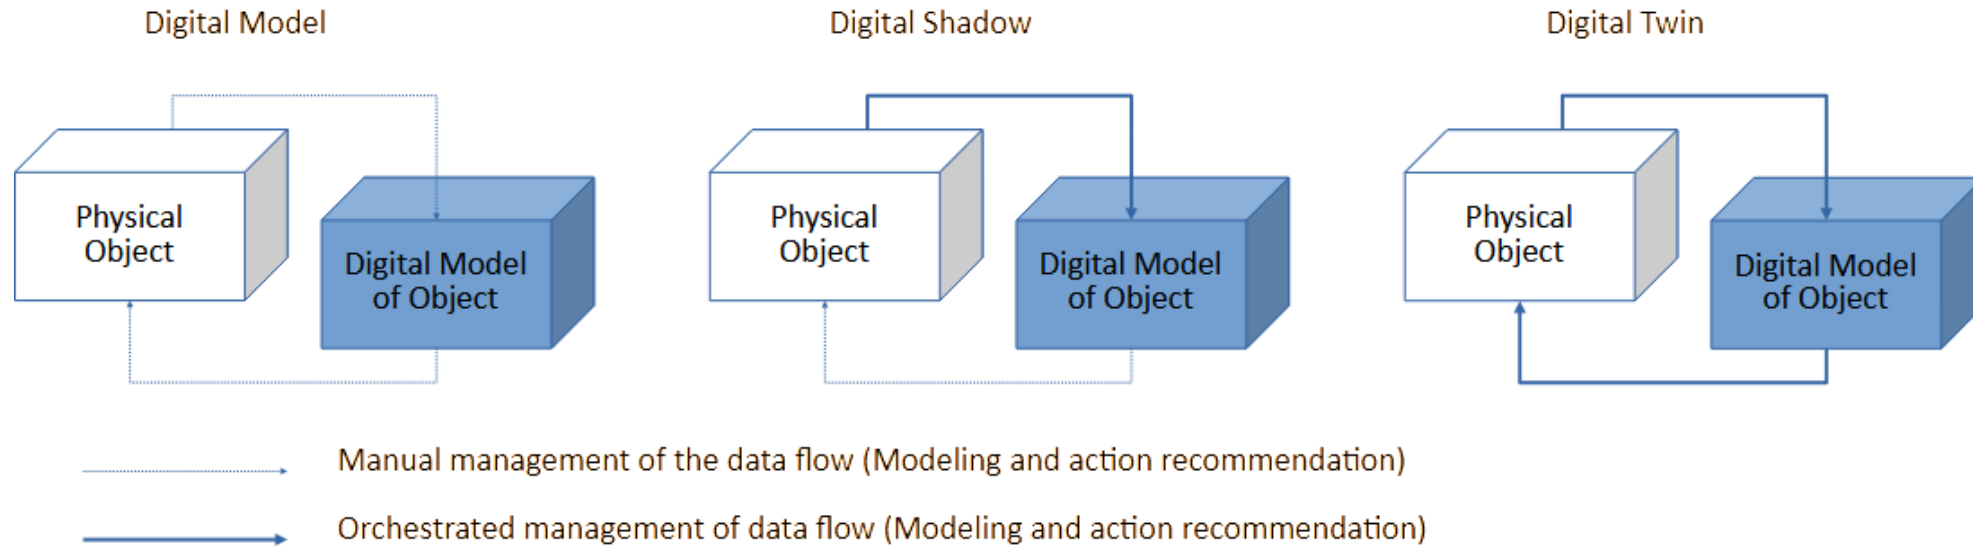 Digital Model
Digital Shadow
Digital Twin
Physical
Object
Digital Model
of Object
Physical
Object
Digital Model
of Object
Physical
Object
Digital Model
of Object
Manual management of the data flow (Modeling and action recommendation)
Orchestrated management of data flow (Modeling and action recommendation)